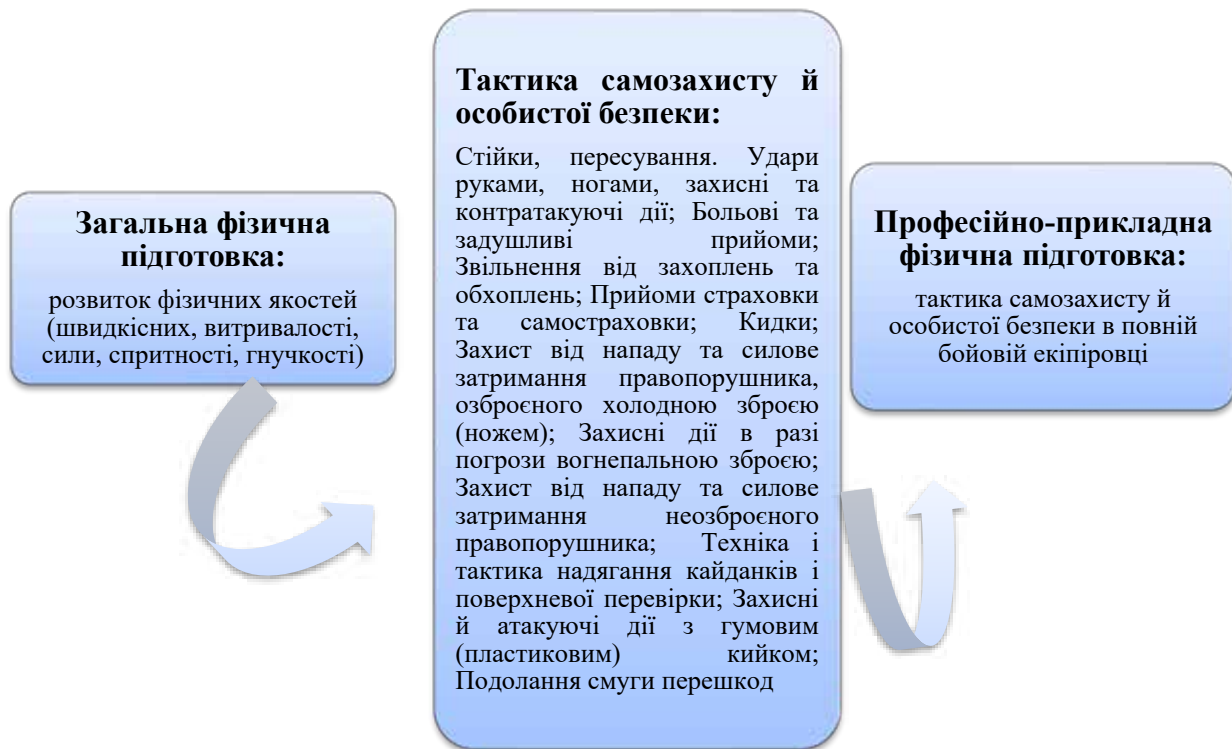 Загальна фізична
підготовка:
розвиток фізичних якостей
(швидкісних, витривалості,
сили, спритності, гнучкості)
Тактика самозахисту й
особистої безпеки:
Стійки, пересування. Удари
руками, ногами, захисні та
контратакуючі дії; Больові та
задушливі прийоми;
Звільнення від захоплень та
обхоплень; Прийоми страховки
та самостраховки; Кидки;
Захист від нападу та силове
затримання правопорушника,
озброєного холодною зброєю
(ножем); Захисні дії в разі
погрози вогнепальною зброєю;
Захист від нападу та силове
затримання неозброєного
правопорушника; Техніка і
тактика надягання кайданків і
поверхневої перевірки; Захисні
й атакуючі дії з гумовим
(пластиковим) кийком;
Подолання смуги перешкод
Професійно-прикладна
фізична підготовка:
тактика самозахисту й
особистої безпеки в повній
бойовій екіпіровці